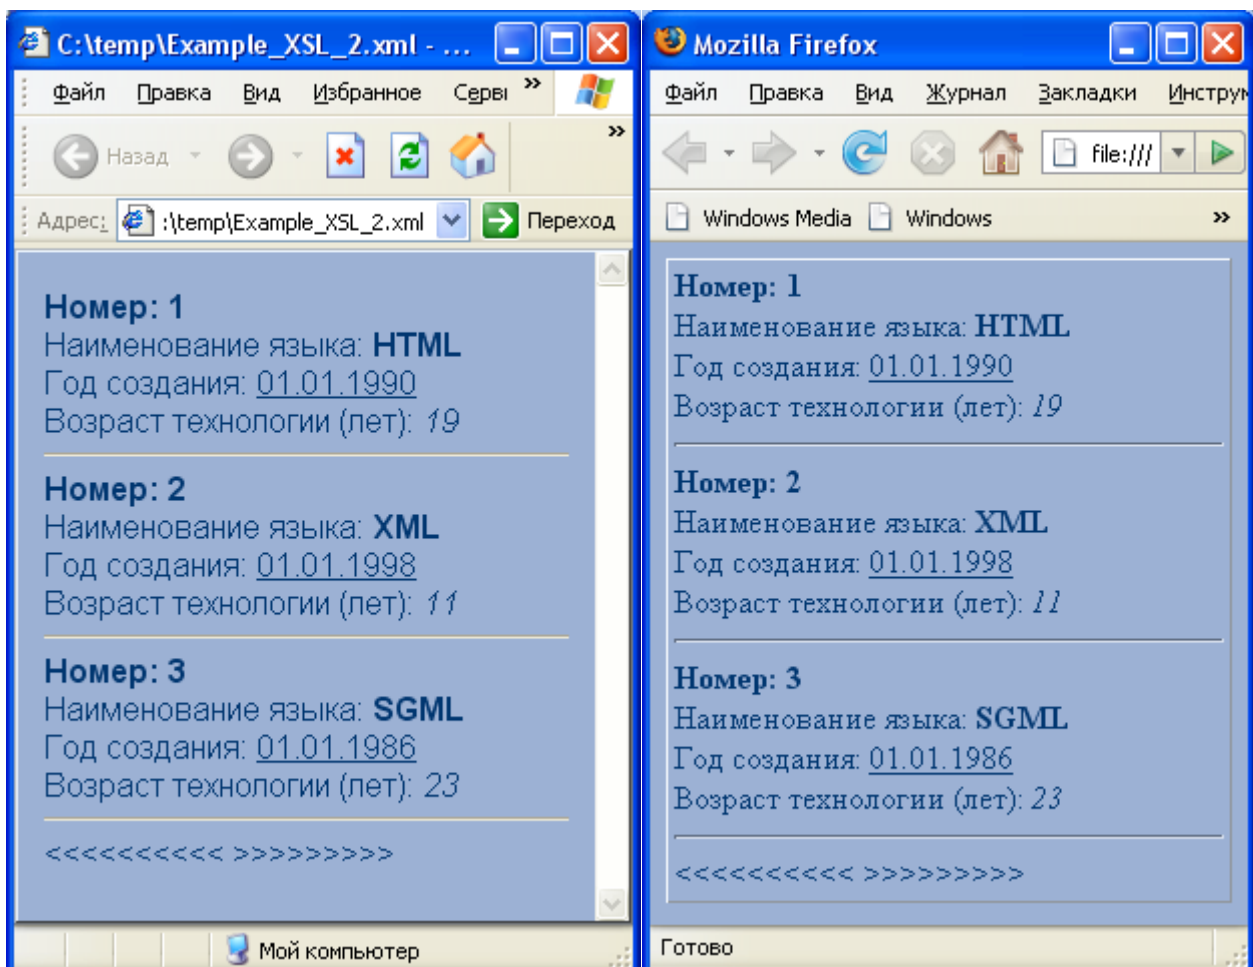 C:\temp\Example_XSL_2.xml - ...
Файл Правка Вид Избранное Серві »
Назад »
Адрес: :\temp\Example_XSL_2.xml Переход
Номер: 1
Наименование языка: HTML
Год создания: 01.01.1990
Возраст технологии (лет): 19
Номер: 2
Наименование языка: XML
Год создания: 01.01.1998
Возраст технологии (лет): 11
Номер: 3
Наименование языка: SGML
Год создания: 01.01.1986
Возраст технологии (лет): 23
<<<<<<<<<< >>>>>>>>>
Мой компьютер
Mozilla Firefox
Файл Правка Вид Журнал Закладки Инструм
file:///
Windows Media Windows »
Номер: 1
Наименование языка: HTML
Год создания: 01.01.1990
Возраст технологии (лет): 19
Номер: 2
Наименование языка: XML
Год создания: 01.01.1998
Возраст технологии (лет): 11
Номер: 3
Наименование языка: SGML
Год создания: 01.01.1986
Возраст технологии (лет): 23
<<<<<<<<<< >>>>>>>>>
Готово